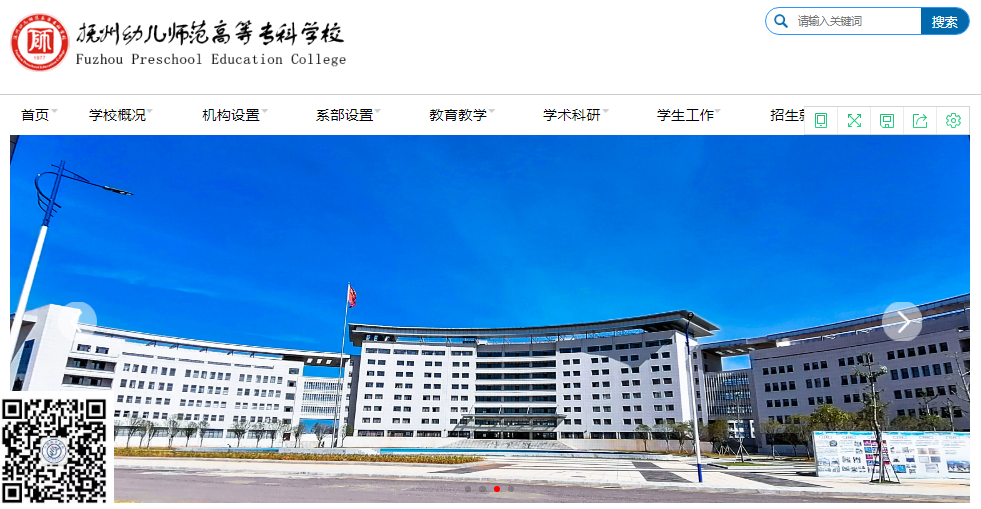 抚州幼儿师范高等专科学校
Fuzhou Preschool Education College
请输入关键词
搜索
首页
学校概况
机构设置
系部设置
教育教学
学术科研
学生工作
招生